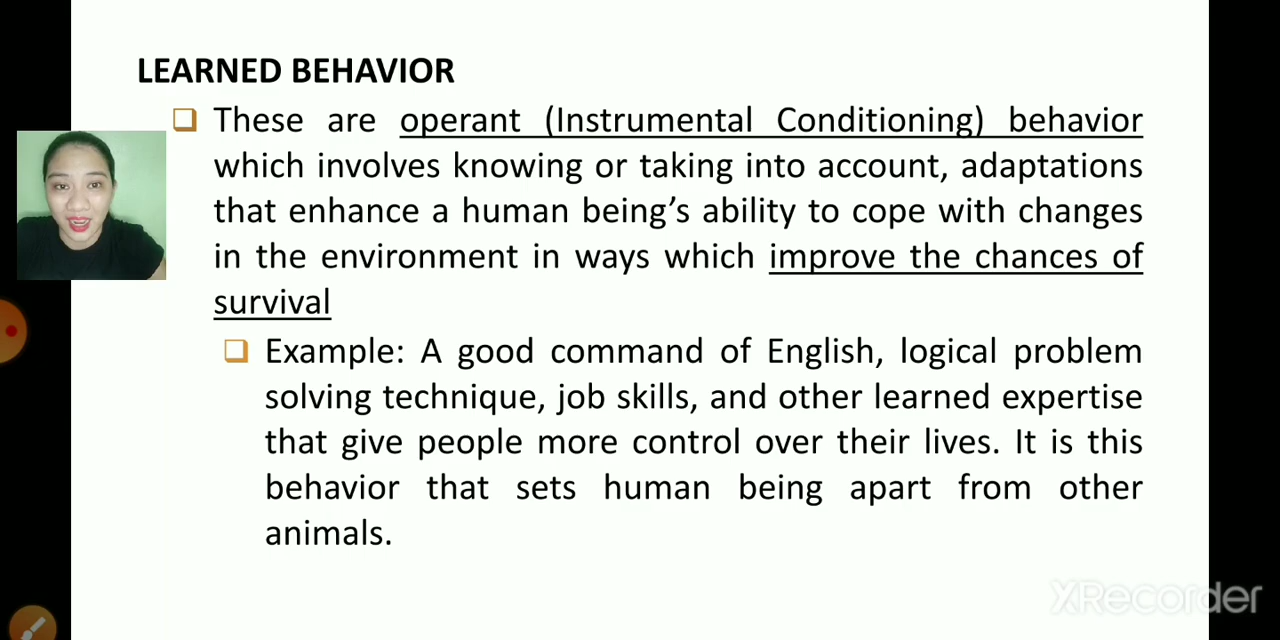 LEARNED BEHAVIOR
These are operant (Instrumental Conditioning) behavior
which involves knowing or taking into account, adaptations
that enhance a human being's ability to cope with changes
in the environment in ways which improve the chances of
survival
Example: A good command of English, logical problem
solving technique, job skills, and other learned expertise
that give people more control over their lives. It is this
behavior that sets human being apart from other
animals.
XRecorder